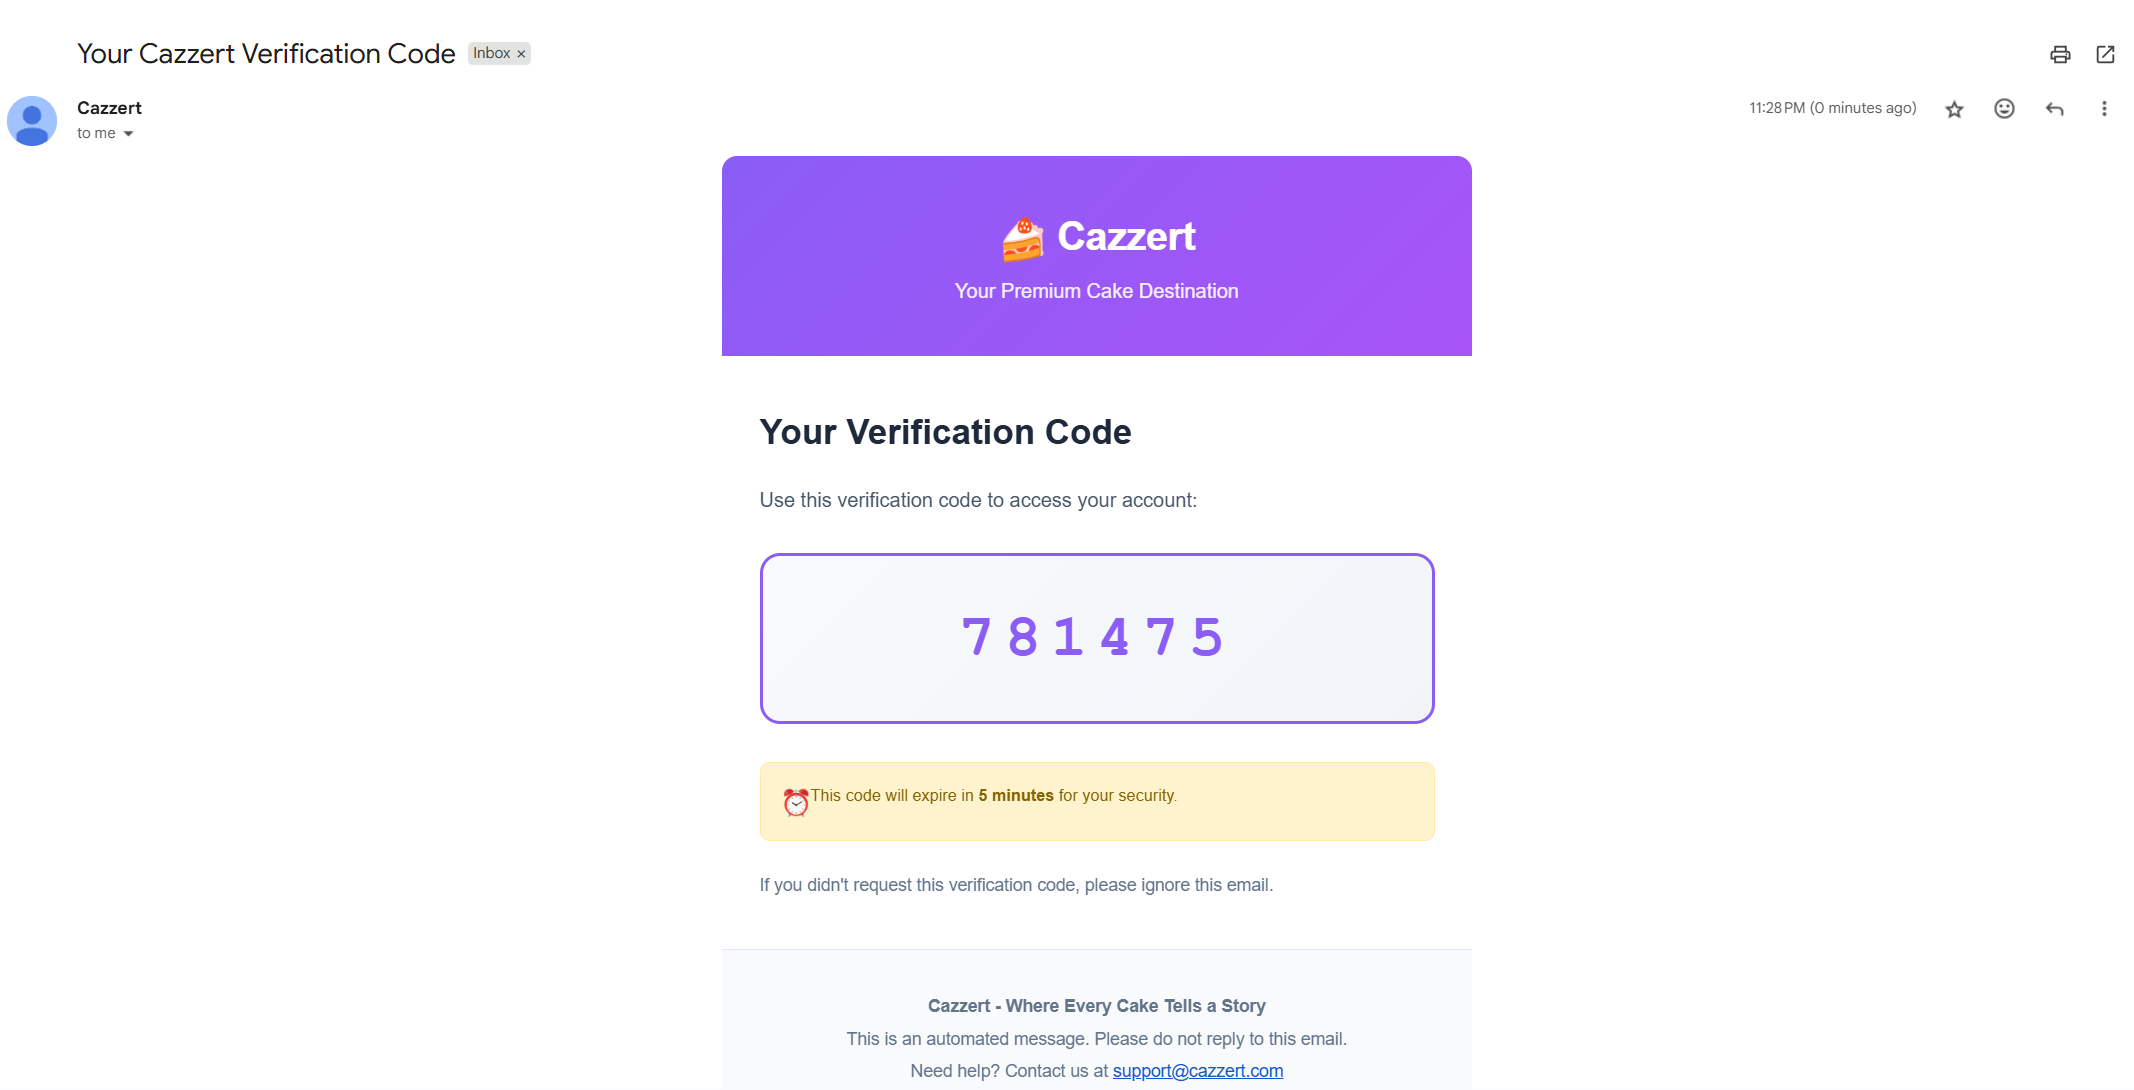 Your Cazzert Verification Code Inbox ×
Cazzert
11:28 PM (0 minutes ago)
to me
Cazzert
Your Premium Cake Destination
Your Verification Code
Use this verification code to access your account:
781475
This code will expire in 5 minutes for your security.
If you didn't request this verification code, please ignore this email.
Cazzert - Where Every Cake Tells a Story
This is an automated message. Please do not reply to this email.
Need help? Contact us at support@cazzert.com